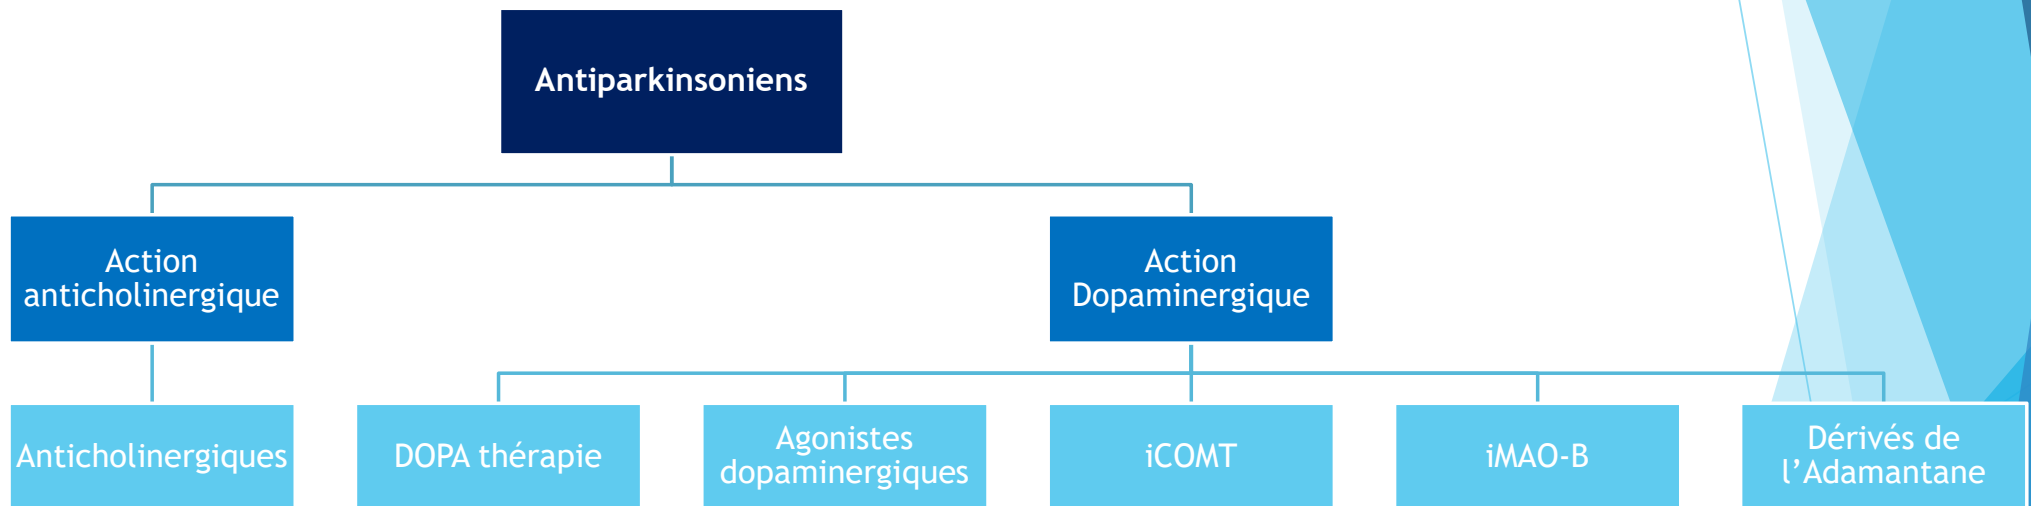 Antiparkinsoniens
Action
anticholinergique
Action
Dopaminergique
Anticholinergiques
DOPA thérapie
Agonistes
dopaminergiques
iCOMT
iMAO-B
Dérivés de
l’Adamantane